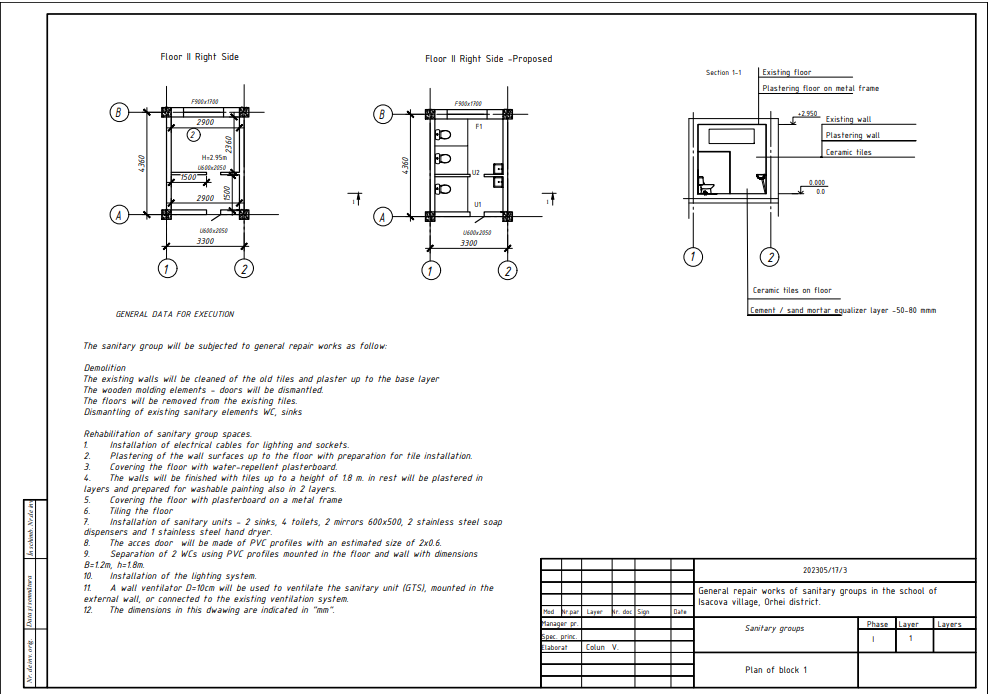 Floor II Right Side
F900x1700
2900
2
2360
H=2.95m
U600x2050
1500
1500
2900
4360
U600x2050
3300
B
A
1
2
Floor II Right Side -Proposed
F900x1700
F1
U2
U1
4360
U600x2050
3300
B
A
1
2
I
I
Section 1-1
Existing floor
Plastering floor on metal frame
+2.950
Existing wall
Plastering wall
Ceramic tiles
0.000
0.0
1
2
Ceramic tiles on floor
Cement / sand mortar equalizer layer -50-80 mmm
GENERAL DATA FOR EXECUTION
The sanitary group will be subjected to general repair works as follow:
Demolition
The existing walls will be cleaned of the old tiles and plaster up to the base layer
The wooden molding elements - doors will be dismantled.
The floors will be removed from the existing tiles.
Dismantling of existing sanitary elements WC, sinks
Rehabilitation of sanitary group spaces.
1. Installation of electrical cables for lighting and sockets.
2. Plastering of the wall surfaces up to the floor with preparation for tile installation.
3. Covering the floor with water-repellent plasterboard.
4. The walls will be finished with tiles up to a height of 1.8 m. in rest will be plastered in
layers and prepared for washable painting also in 2 layers.
5. Covering the floor with plasterboard on a metal frame
6. Tiling the floor
7. Installation of sanitary units - 2 sinks, 4 toilets, 2 mirrors 600x500, 2 stainless steel soap
dispensers and 1 stainless steel hand dryer.
8. The acces door will be made of PVC profiles with an estimated size of 2x0.6.
9. Separation of 2 WCs using PVC profiles mounted in the floor and wall with dimensions
B=1.2m, h=1.8m.
10. Installation of the lighting system.
11. A wall ventilator D=10cm will be used to ventilate the sanitary unit (GTS), mounted in the
external wall, or connected to the existing ventilation system.
12. The dimensions in this dwawing are indicated in "mm".
În schimb. Nr.de inv
Data și semnătura
Nr. de inv. orig.
Mod Nr.par Layer Nr. doc Sign Date
Manager pr.
Spec. princ.
Elaborat Colun V.
202305/17/3
General repair works of sanitary groups in the school of
Isacova village, Orhei district.
Sanitary groups
Phase Layer Layers
I 1
Plan of block 1